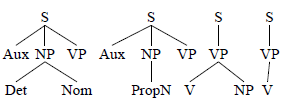 S S S S
Aux NP VP Aux NP VP VP VP
Det Nom PropN V NP V